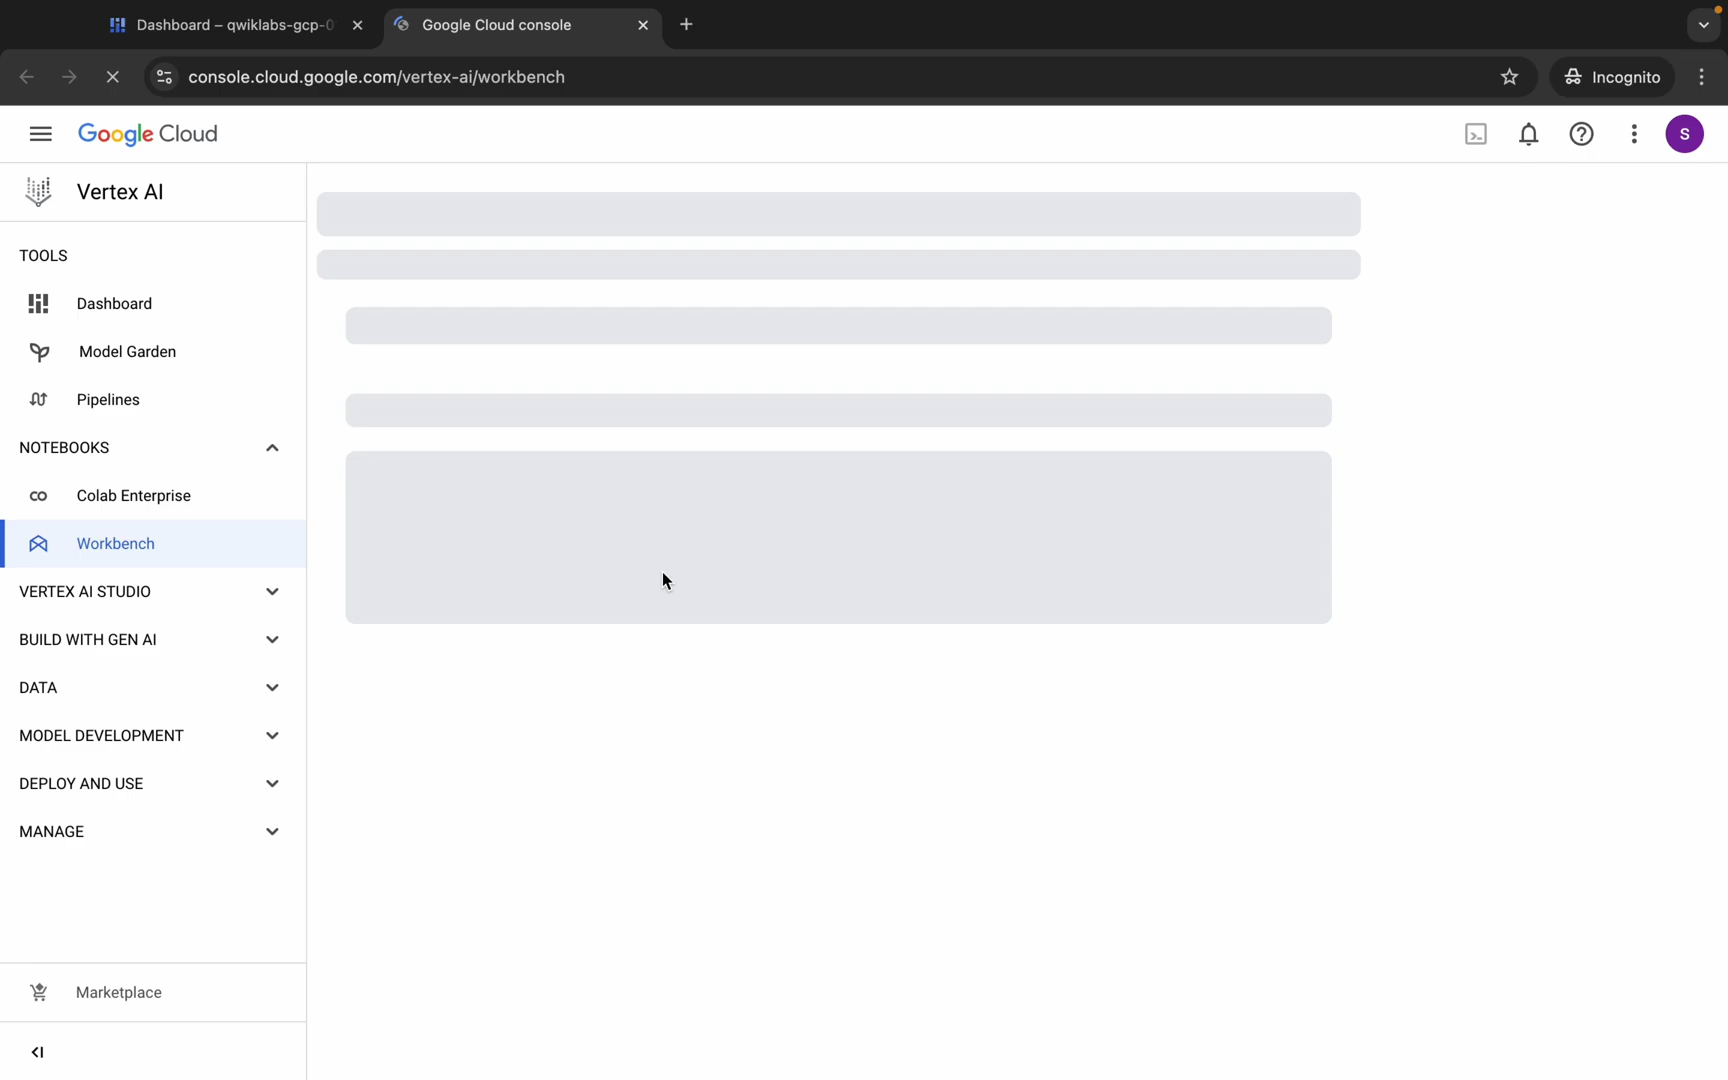 Dashboard – qwiklabs-gcp-0
Google Cloud console
console.cloud.google.com/vertex-ai/workbench
Incognito
Google Cloud
S
Vertex AI
TOOLS
Dashboard
Model Garden
Pipelines
NOTEBOOKS
Colab Enterprise
Workbench
VERTEX AI STUDIO
BUILD WITH GEN AI
DATA
MODEL DEVELOPMENT
DEPLOY AND USE
MANAGE
Marketplace